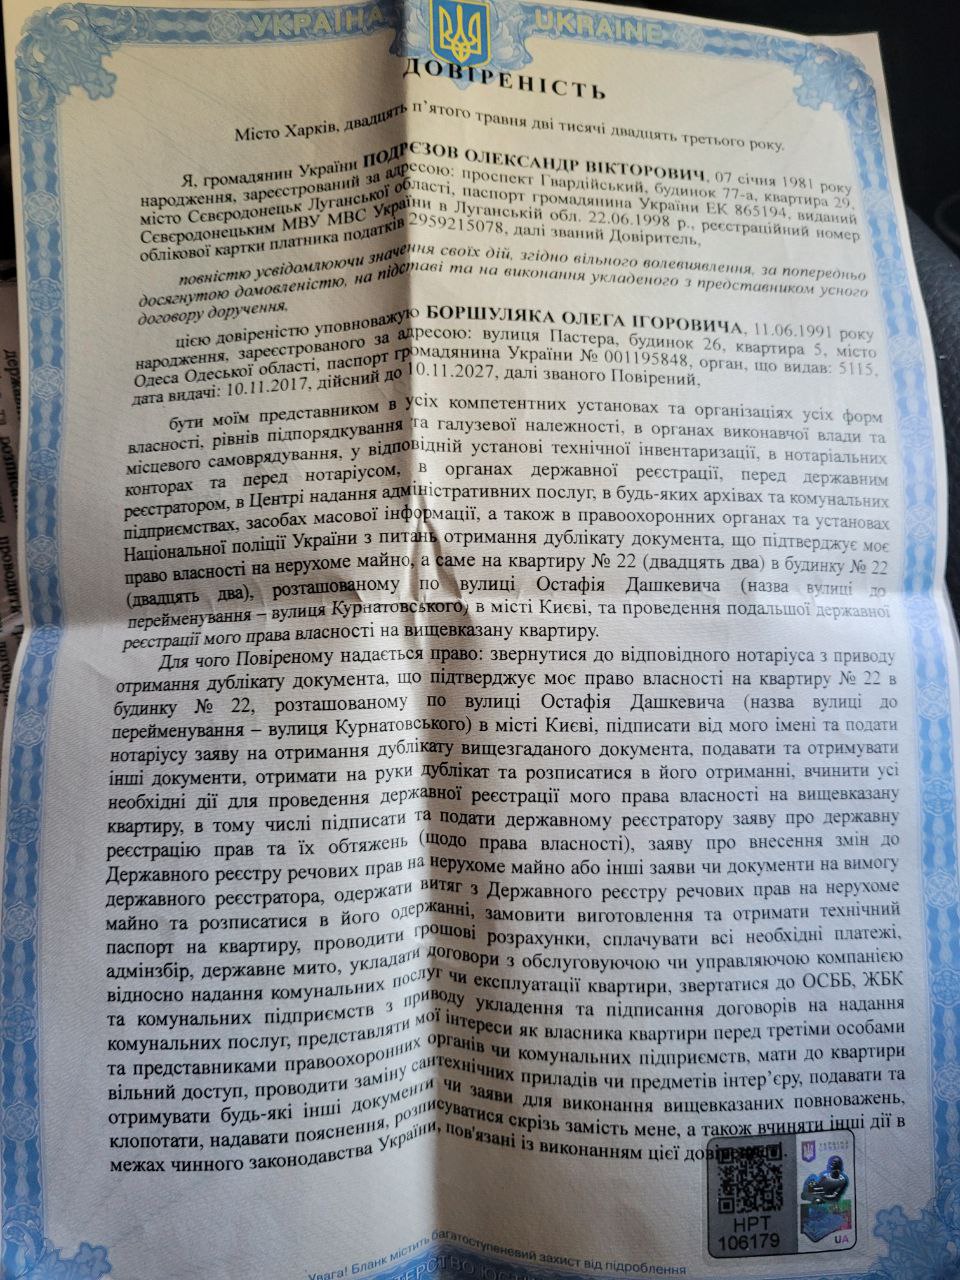 УКРАЇНА UKRAINE
ДОВІРЕНІСТЬ
Місто Харків, двадцять п’ятого травня дві тисячі двадцять третього року.
Я, громадянин України ПОДРЄЗОВ ОЛЕКСАНДР ВІКТОРОВИЧ, 07 січня 1981 року
народження, зареєстрований за адресою: проспект Гвардійський, будинок 77-а, квартира 29,
місто Сєвєродонецьк Луганської області, паспорт громадянина України ЕК 865194, виданий
Сєвєродонецьким МВУ МВС України в Луганській обл. 22.06.1998 р., реєстраційний номер
облікової картки платника податків 2959215078, далі званий Довіритель,
повністю усвідомлюючи значення своїх дій, згідно вільного волевиявлення, за попередньо
досягнутою домовленістю, на підставі та на виконання укладеного з представником усного
договору доручення,
цією довіреністю уповноважую БОРШУЛЯКА ОЛЕГА ІГОРОВИЧА, 11.06.1991 року
народження, зареєстрованого за адресою: вулиця Пастера, будинок 26, квартира 5, місто
Одеса Одеської області, паспорт громадянина України № 001195848, орган, що видав: 5115,
дата видачі: 10.11.2017, дійсний до 10.11.2027, далі званого Повірений,
бути моїм представником в усіх компетентних установах та організаціях усіх форм
власності, рівнів підпорядкування та галузевої належності, в органах виконавчої влади та
місцевого самоврядування, у відповідній установі технічної інвентаризації, в нотаріальних
конторах та перед нотаріусом, в органах державної реєстрації, перед державним
реєстратором, в Центрі надання адміністративних послуг, в будь-яких архівах та комунальних
підприємствах, засобах масової інформації, а також в правоохоронних органах та установах
Національної поліції України з питань отримання дублікату документа, що підтверджує моє
право власності на нерухоме майно, а саме на квартиру № 22 (двадцять два) в будинку № 22
(двадцять два), розташованому по вулиці Остафія Дашкевича (назва вулиці до
перейменування – вулиця Курнатовського) в місті Києві, та проведення подальшої державної
реєстрації мого права власності на вищевказану квартиру.
Для чого Повіреному надається право: звернутися до відповідного нотаріуса з приводу
отримання дублікату документа, що підтверджує моє право власності на квартиру № 22 в
будинку № 22, розташованому по вулиці Остафія Дашкевича (назва вулиці до
перейменування – вулиця Курнатовського) в місті Києві, підписати від мого імені та подати
нотаріусу заяву на отримання дублікату вищезгаданого документа, подавати та отримувати
інші документи, отримати на руки дублікат та розписатися в його отриманні, вчинити усі
необхідні дії для проведення державної реєстрації мого права власності на вищевказану
квартиру, в тому числі підписати та подати державному реєстратору заяву про державну
реєстрацію прав та їх обтяжень (щодо права власності), заяву про внесення змін до
Державного реєстру речових прав на нерухоме майно або інші заяви чи документи на вимогу
державного реєстратора, одержати витяг з Державного реєстру речових прав на нерухоме
майно та розписатися в його одержанні, замовити виготовлення та отримати технічний
паспорт на квартиру, проводити грошові розрахунки, сплачувати всі необхідні платежі,
адмінзбір, державне мито, укладати договори з обслуговуючою чи управляючою компанією
відносно надання комунальних послуг чи експлуатації квартири, звертатися до ОСББ, ЖБК
та комунальних підприємств з приводу укладення та підписання договорів на надання
комунальних послуг, представляти мої інтереси як власника квартири перед третіми особами
та представниками правоохоронних органів чи комунальних підприємств, мати до квартири
вільний доступ, проводити заміну сантехнічних приладів чи предметів інтер’єру, подавати та
отримувати будь-які інші документи чи заяви для виконання вищевказаних повноважень,
клопотати, надавати пояснення, розписуватися скрізь замість мене, а також вчиняти інші дії в
межах чинного законодавства України, пов'язані із виконанням цієї
НРТ
106179
UA
Увага! Бланк містить багатоступеневий захист від підроблення